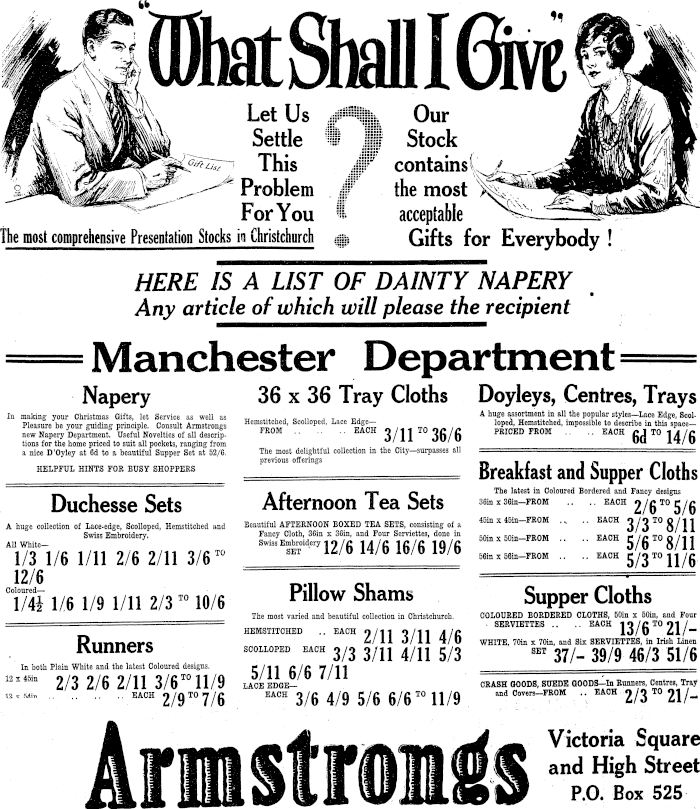 "What Shall I Give"
Gift List
Let Us
Settle
This
Problem
For You
?
Our
Stock
contains
the most
acceptable
Gifts for Everybody !
The most comprehensive Presentation Stocks in Christchurch
HERE IS A LIST OF DAINTY NAPERY
Any article of which will please the recipient
Manchester Department
Napery
In making your Christmas Gifts, let Service as well as
Pleasure be your guiding principle. Consult Armstrongs
new Napery Department. Useful Novelties of all descrip-
tions for the home priced to suit all pockets, ranging from
a nice D'Oyley at 6d to a beautiful Supper Set at 52/6.
HELPFUL HINTS FOR BUSY SHOPPERS
Duchesse Sets
A huge collection of Lace-edge, Scolloped, Hemstitched and
Swiss Embroidery.
All White—
1/3 1/6 1/11 2/6 2/11 3/6 TO
12/6
Coloured—
1/4½ 1/6 1/9 1/11 2/3 TO 10/6
Runners
In both Plain White and the latest Coloured designs.
12 x 45in 2/3 2/6 2/11 3/6 TO 11/9
12 x 54in .. .. .. .. EACH 2/9 TO 7/6
36 x 36 Tray Cloths
Hemstitched, Scolloped, Lace Edge—
FROM .. .. .. EACH 3/11 TO 36/6
The most delightful collection in the City—surpasses all
previous offerings
Afternoon Tea Sets
Beautiful AFTERNOON BOXED TEA SETS, consisting of a
Fancy Cloth, 36in x 36in, and Four Serviettes, done in
Swiss Embroidery
SET 12/6 14/6 16/6 19/6
Pillow Shams
The most varied and beautiful collection in Christchurch.
HEMSTITCHED .. EACH 2/11 3/11 4/6
SCOLLOPED EACH 3/3 3/11 4/11 5/3
5/11 6/6 7/11
LACE EDGE—
EACH 3/6 4/9 5/6 6/6 TO 11/9
Doyleys, Centres, Trays
A huge assortment in all the popular styles—Lace Edge, Scol-
loped, Hemstitched, impossible to describe in this space—
PRICED FROM .. .. EACH 6d TO 14/6
Breakfast and Supper Cloths
The latest in Coloured Bordered and Fancy designs
36in x 36in—FROM .. .. EACH 2/6 TO 5/6
45in x 45in—FROM .. .. EACH 3/3 TO 8/11
50in x 50in—FROM .. .. EACH 5/6 TO 8/11
56in x 56in—FROM .. .. EACH 5/3 TO 11/6
Supper Cloths
COLOURED BORDERED CLOTHS, 50in x 50in, and Four
SERVIETTES .. .. EACH 13/6 TO 21/-
WHITE, 70in x 70in, and Six SERVIETTES, in Irish Linen
SET 37/- 39/9 46/3 51/6
CRASH GOODS, SUEDE GOODS—In Runners, Centres, Tray
and Covers—FROM .. .. EACH 2/3 TO 21/-
Armstrongs
Victoria Square
and High Street
P.O. Box 525